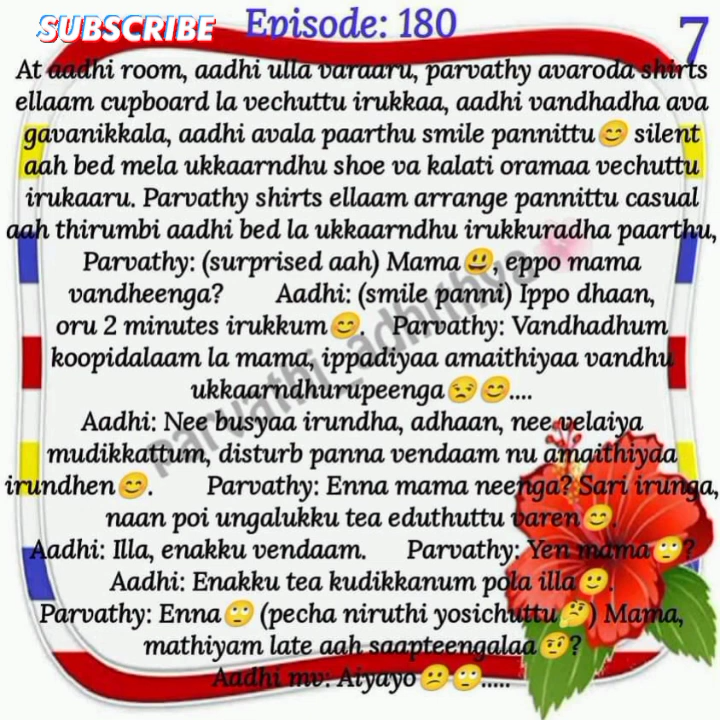 SUBSCRIBE Episode: 180 7
At aadhi room, aadhi ulla varaaru, parvathy avaroda shirts
ellaam cupboard la vechuttu irukkaa, aadhi vandhadha ava
gavanikkala, aadhi avala paarthu smile pannittu😊 silent
aah bed mela ukkaarndhu shoe va kalati oramaa vechuttu
irukaaru. Parvathy shirts ellaam arrange pannittu casual
aah thirumbi aadhi bed la ukkaarndhu irukkuradha paarthu,
Parvathy: (surprised aah) Mama😃, eppo mama
vandheenga? Aadhi: (smile panni) Ippo dhaan,
oru 2 minutes irukkum😊. Parvathy: Vandhadhum
koopidalaam la mama, ippadiyaa amaithiyaa vandhu
ukkaarndhurupeenga😒😊....
Aadhi: Nee busyaa irundha, adhaan, nee velaiya
mudikkattum, disturb panna vendaam nu amaithiyda
irundhen😊. Parvathy: Enna mama neenga? Sari irunga,
naan poi ungalukku tea eduthuttu varen😊.
Aadhi: Illa, enakku vendaam. Parvathy: Yen mama🙄?
Aadhi: Enakku tea kudikkanum pola illa🙂.
Parvathy: Enna🙄 (pecha niruthi yosichuttu🤔) Mama,
mathiyam late aah saapteengalaa🤨?
Aadhi mv: Aiyayo😕🙄.....
parvathi_adhithya